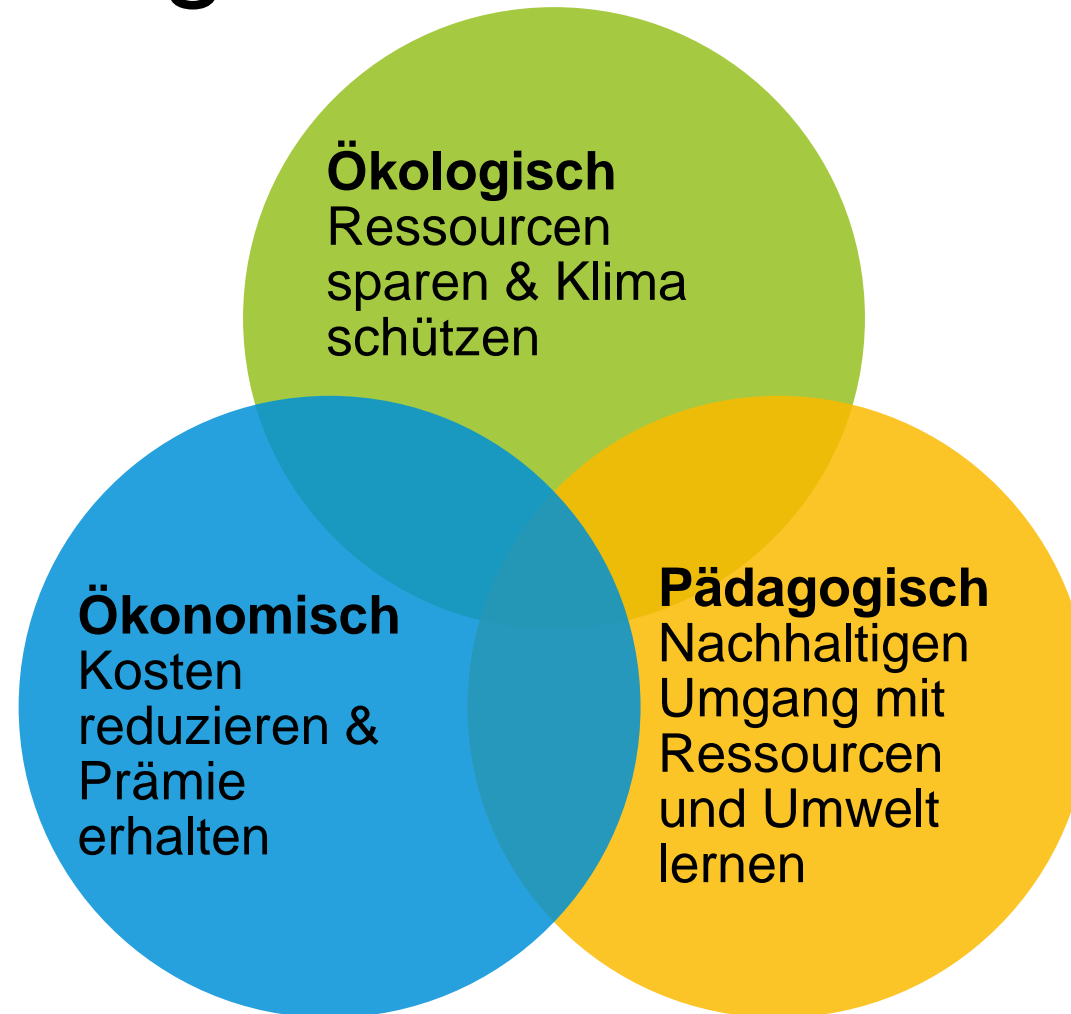 Ökologisch
Ressourcen
sparen & Klima
schützen
Ökonomisch
Kosten
reduzieren &
Prämie
erhalten
Pädagogisch
Nachhaltigen
Umgang mit
Ressourcen
und Umwelt
lernen